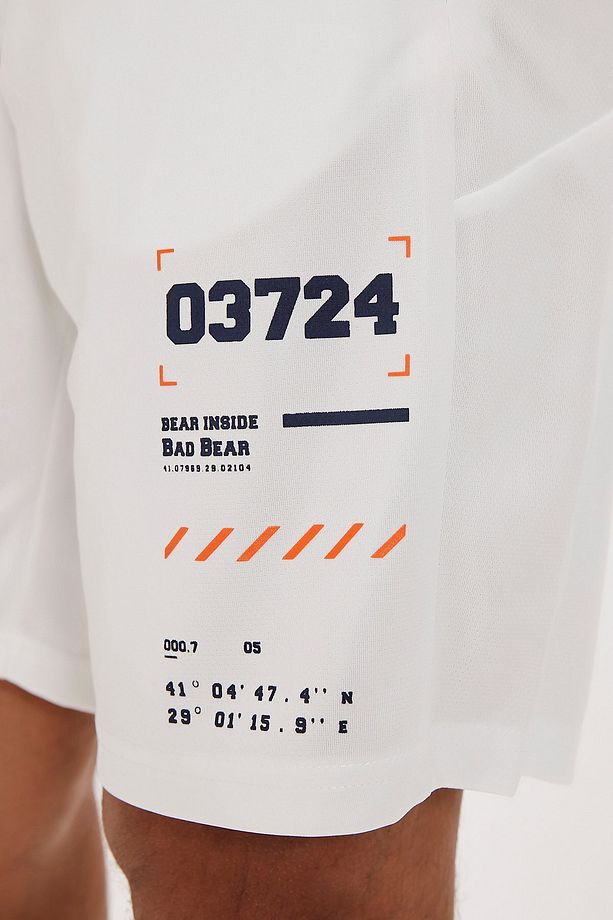 03724
BEAR INSIDE
BAD BEAR
41.07969.29.02104
000.7 05
41° 04' 47.4'' N
29° 01' 15.9'' E